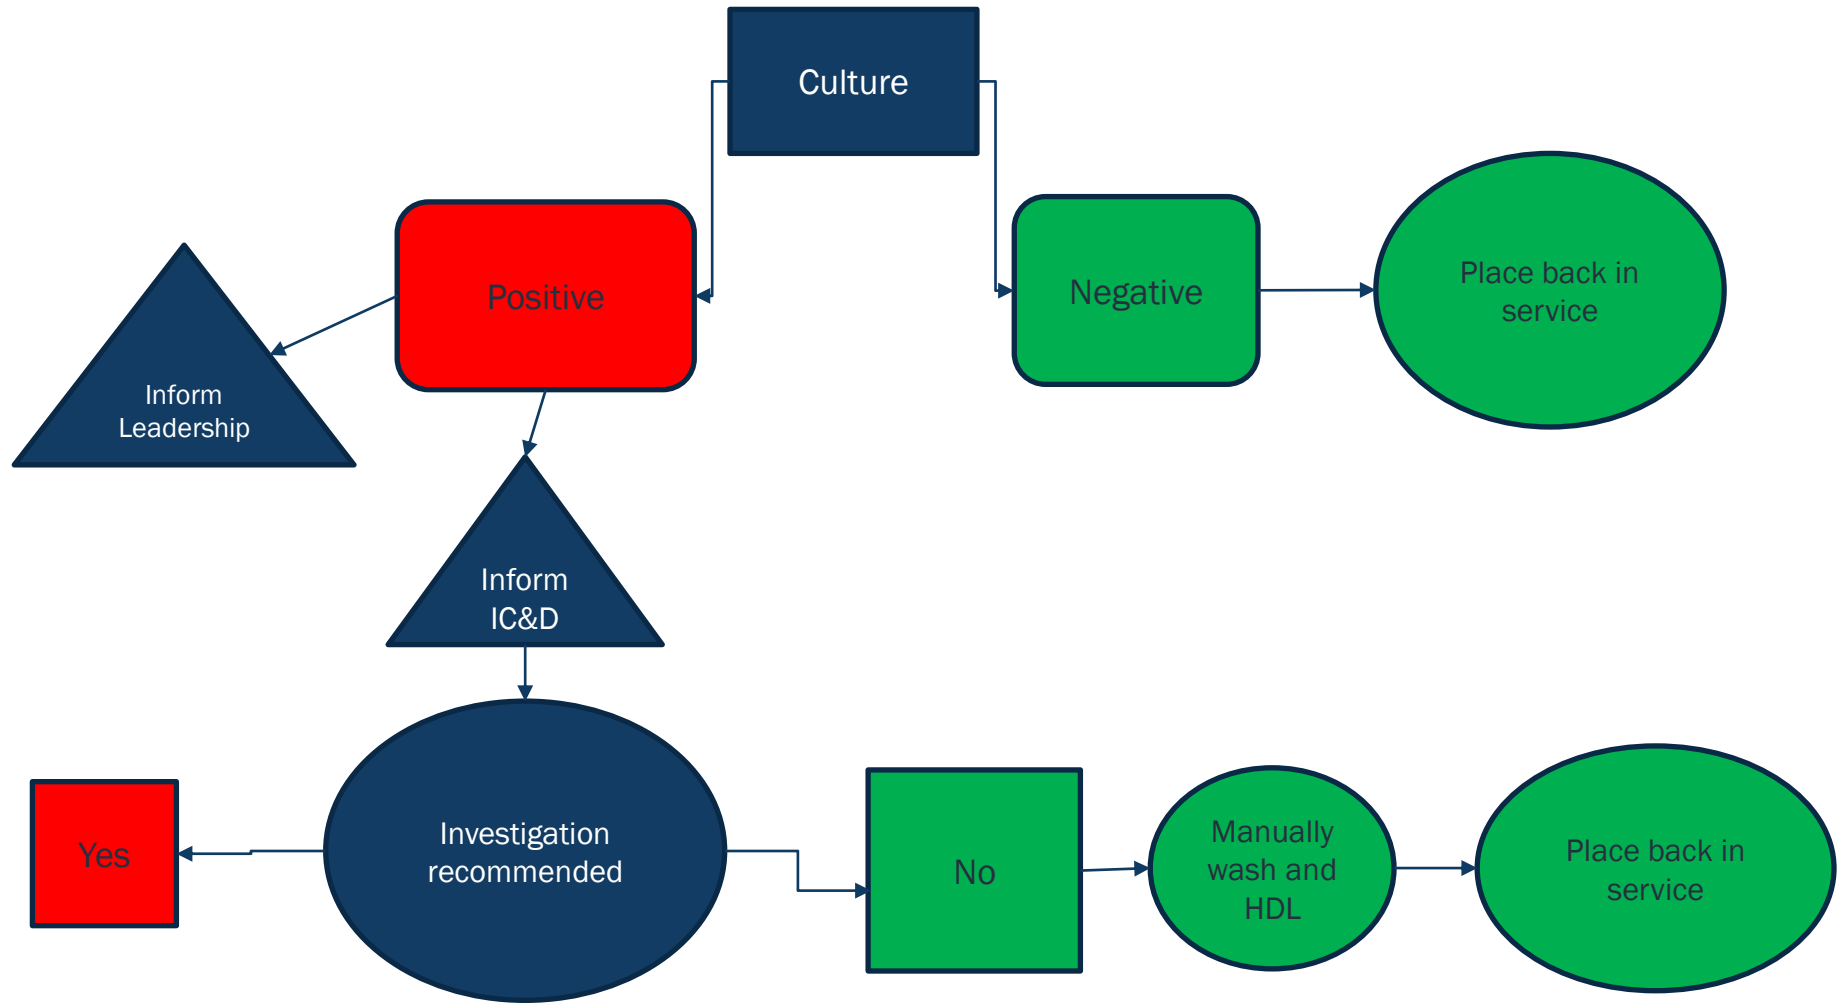 Culture
Positive
Negative
Place back in
service
Inform
Leadership
Inform
IC&D
Investigation
recommended
Yes
No
Manually
wash and
HDL
Place back in
service